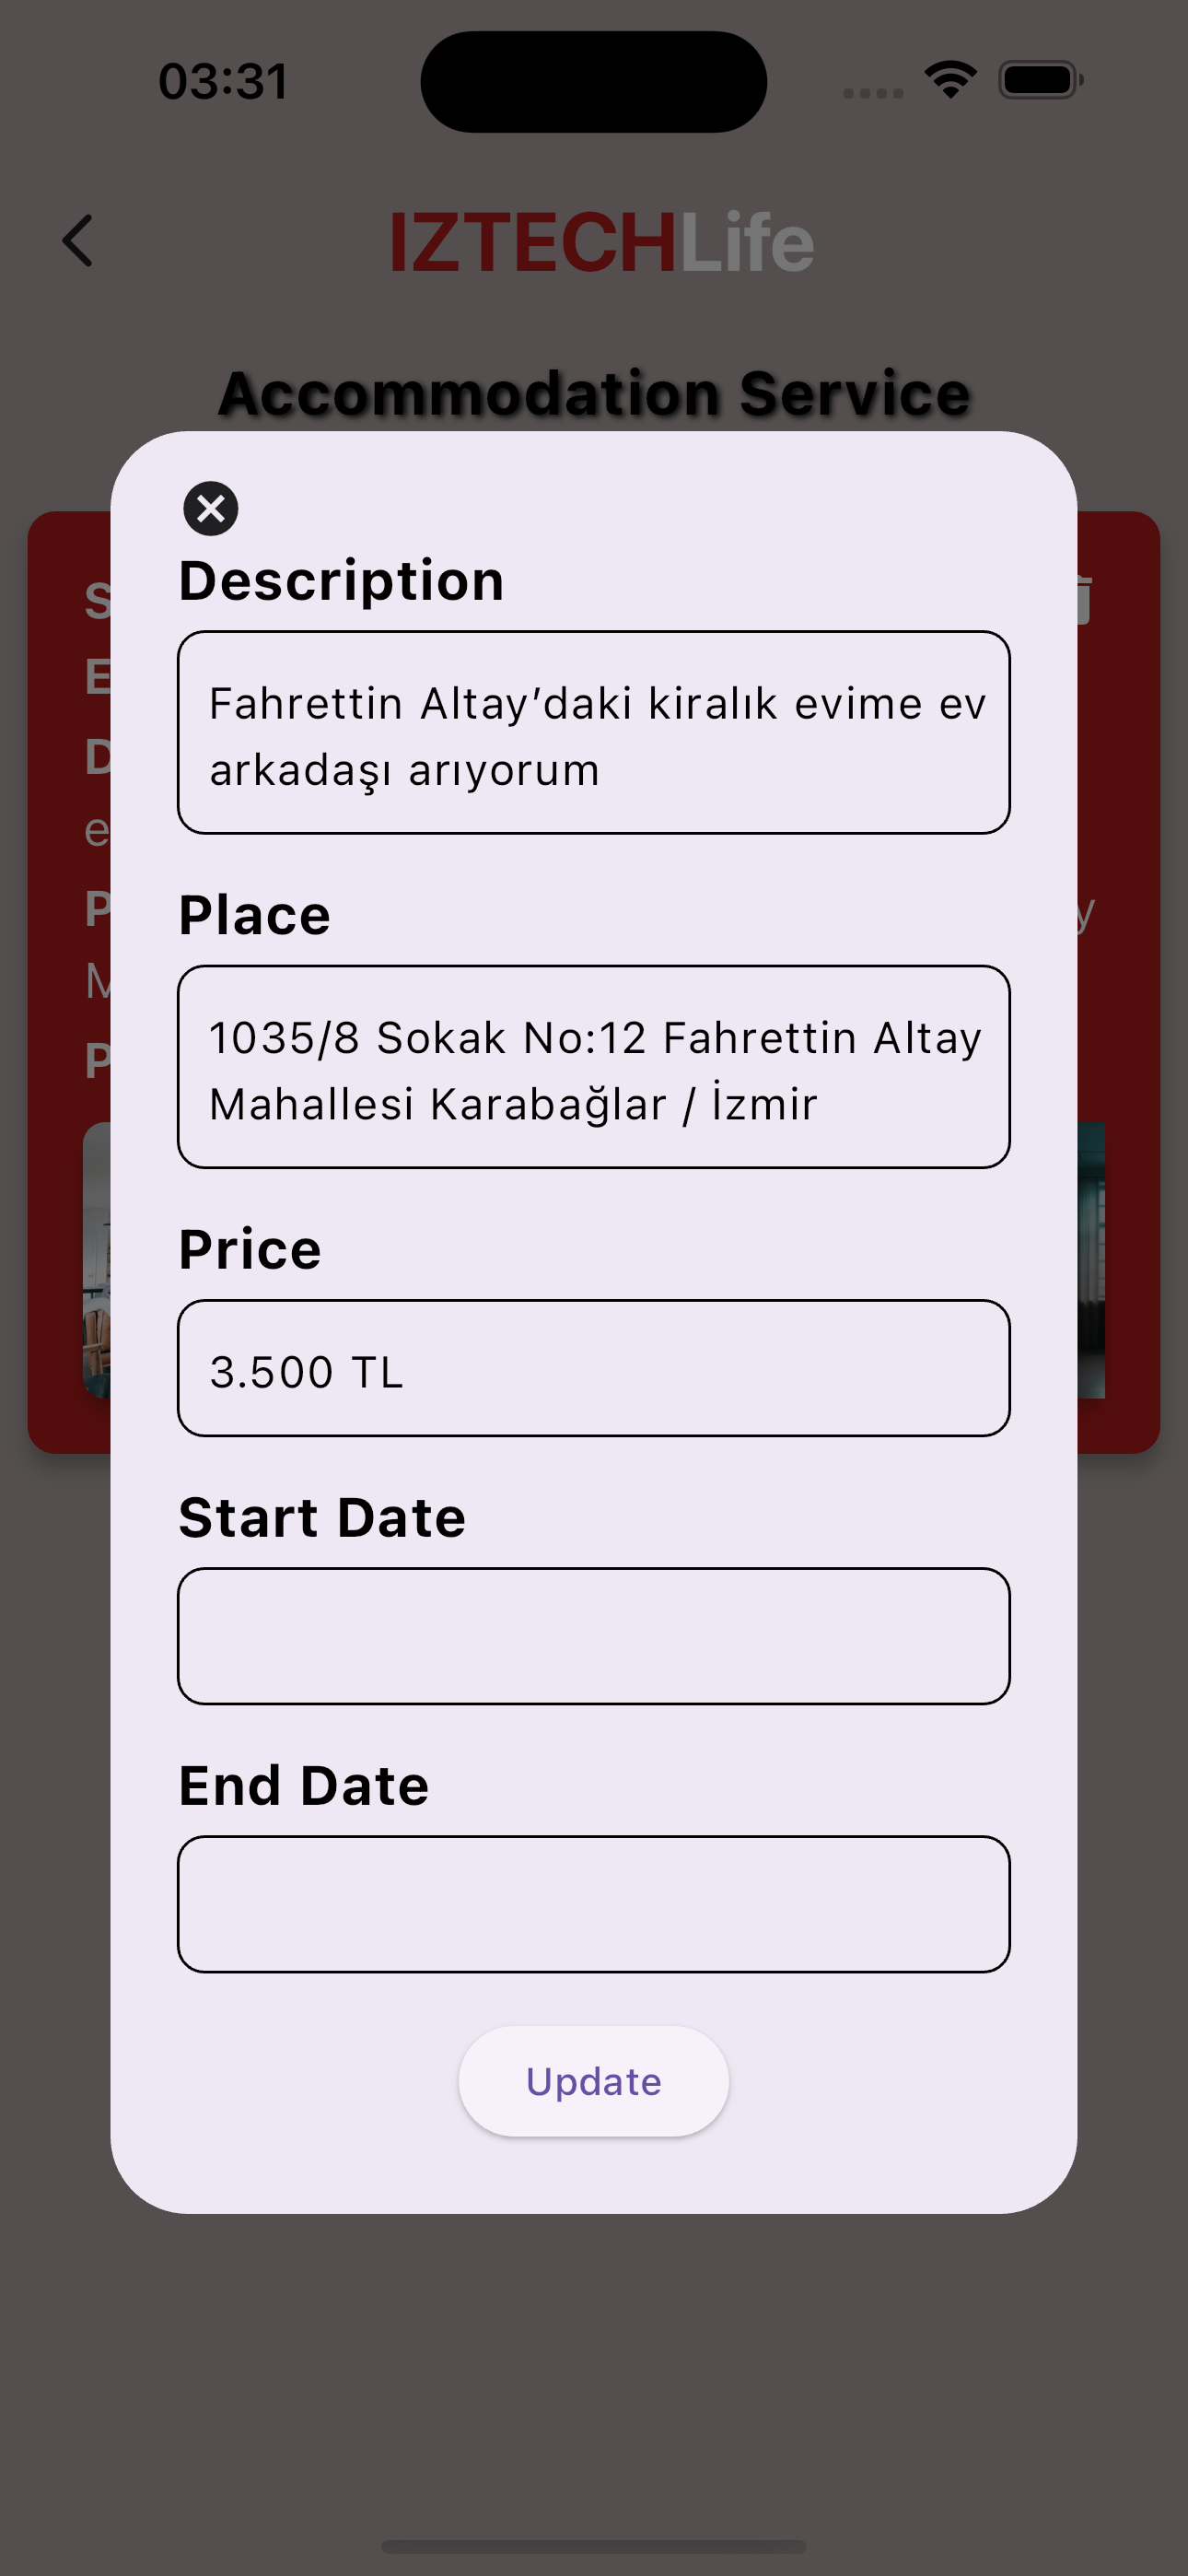 03:31
IZTECHLife
Accommodation Service
Description
Fahrettin Altay’daki kiralık evime ev
arkadaşı arıyorum
Place
1035/8 Sokak No:12 Fahrettin Altay
Mahallesi Karabağlar / İzmir
Price
3.500 TL
Start Date
End Date
Update